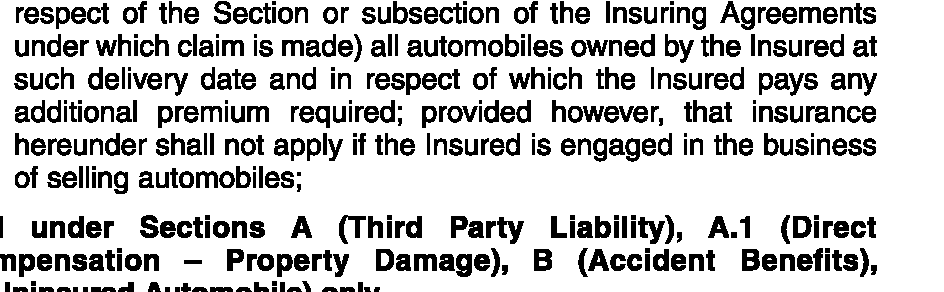 respect of the Section or subsection of the Insuring Agreements
under which claim is made) all automobiles owned by the Insured at
such delivery date and in respect of which the Insured pays any
additional premium required; provided however, that insurance
hereunder shall not apply if the Insured is engaged in the business
of selling automobiles;
under Sections A (Third Party Liability), A.1 (Direct
mpensation – Property Damage), B (Accident Benefits),
Uninsured Automobile) only